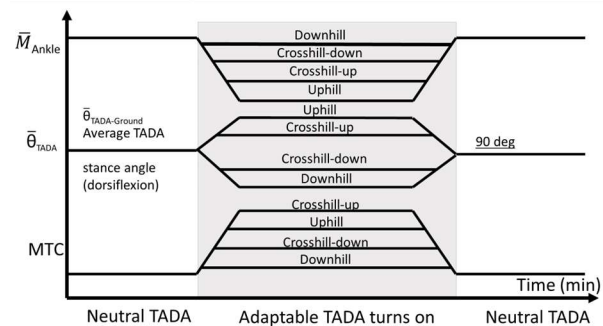 M̄Ankle
Downhill
Crosshill-down
Crosshill-up
Uphill
θ̄TADA-Ground
Average TADA
θ̄TADA
stance angle
(dorsiflexion)
Uphill
Crosshill-up
Crosshill-down
Downhill
90 deg
Crosshill-up
Uphill
Crosshill-down
Downhill
MTC
Time (min)
Neutral TADA
Adaptable TADA turns on
Neutral TADA